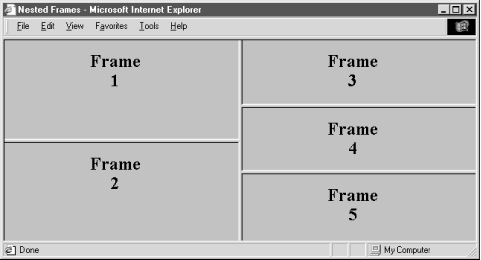 Nested Frames - Microsoft Internet Explorer
File Edit View Favorites Tools Help
Frame
1
Frame
2
Frame
3
Frame
4
Frame
5
Done
My Computer